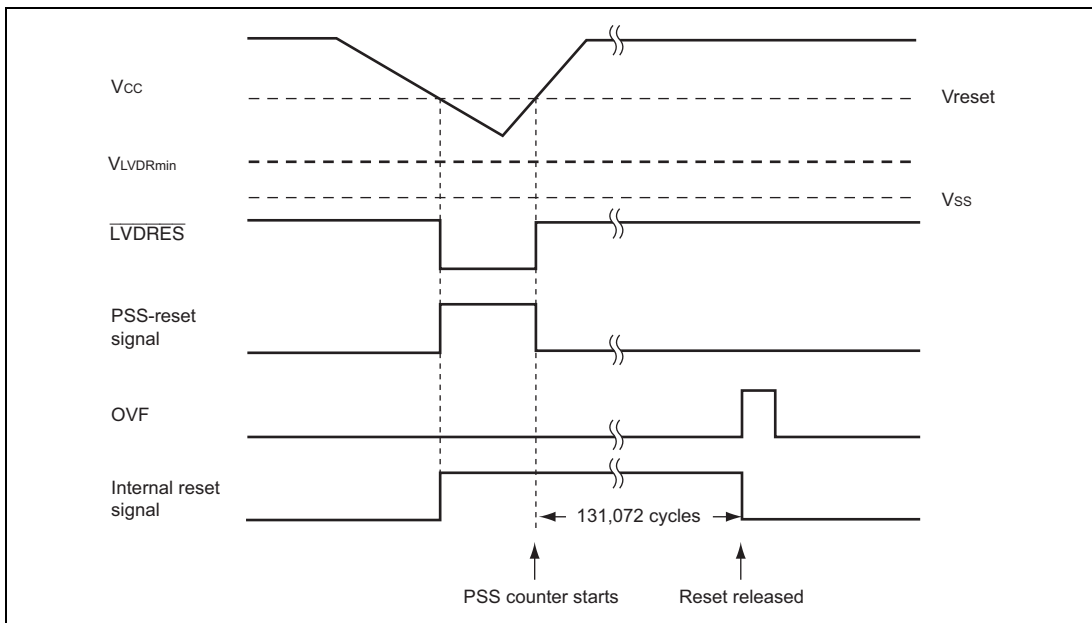 Vcc
Vreset
VLVDRmin
Vss
LVDRES
PSS-reset
signal
OVF
Internal reset
signal
131,072 cycles
PSS counter starts
Reset released